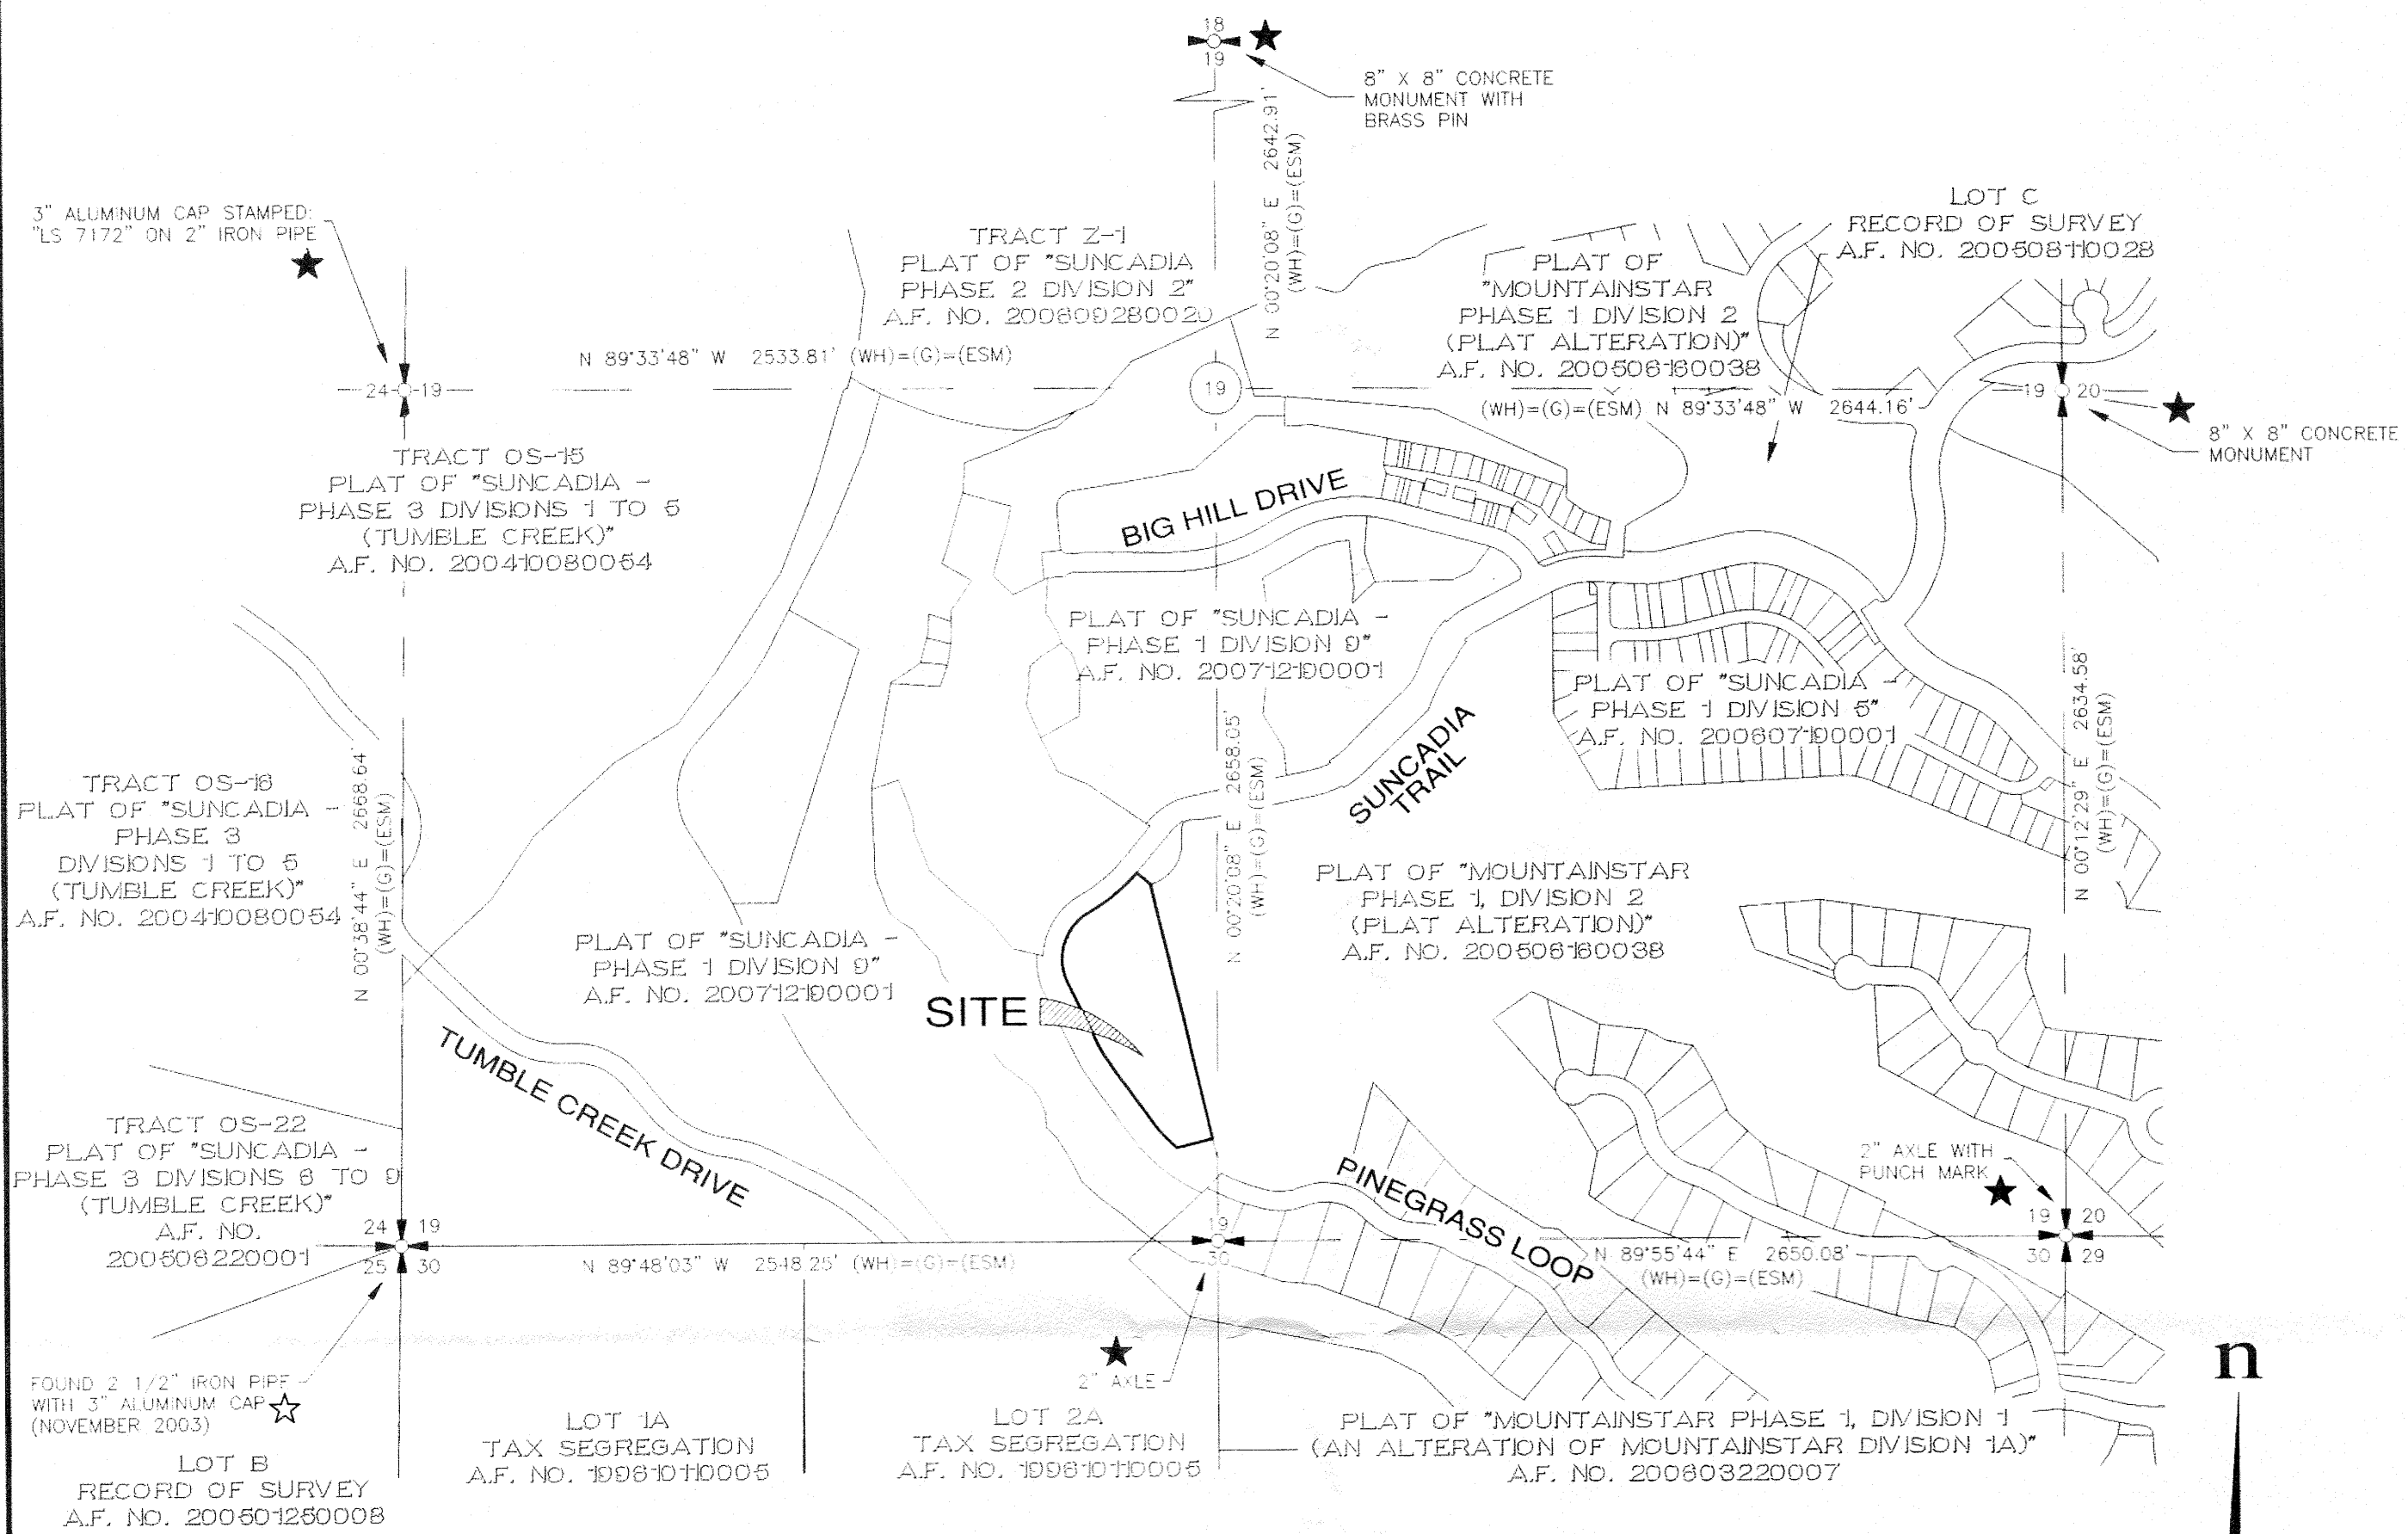 18
19
8" X 8" CONCRETE
MONUMENT WITH
BRASS PIN
N 00°20'08" E 2642.91'
(WH)=(G)=(ESM)
3" ALUMINUM CAP STAMPED:
"LS 7172" ON 2" IRON PIPE
TRACT Z-1
PLAT OF "SUNCADIA
PHASE 2 DIVISION 2"
A.F. NO. 200609280020
PLAT OF
"MOUNTAINSTAR
PHASE 1 DIVISION 2
(PLAT ALTERATION)"
A.F. NO. 200506160038
LOT C
RECORD OF SURVEY
A.F. NO. 200508110028
N 89°33'48" W 2533.81' (WH)=(G)=(ESM)
24 19
19
(WH)=(G)=(ESM) N 89°33'48" W 2644.16'
19 20
8" X 8" CONCRETE
MONUMENT
TRACT OS-15
PLAT OF "SUNCADIA -
PHASE 3 DIVISIONS 1 TO 5
(TUMBLE CREEK)"
A.F. NO. 200410080054
BIG HILL DRIVE
PLAT OF "SUNCADIA -
PHASE 1 DIVISION 9"
A.F. NO. 200712190001
PLAT OF "SUNCADIA -
PHASE 1 DIVISION 5"
A.F. NO. 200607190001
SUNCADIA
TRAIL
N 00°12'29" E 2634.58'
(WH)=(G)=(ESM)
TRACT OS-16
PLAT OF "SUNCADIA -
PHASE 3
DIVISIONS 1 TO 5
(TUMBLE CREEK)"
A.F. NO. 200410080054
N 00°38'44" E 2668.64'
(WH)=(G)=(ESM)
N 00°20'08" E 2658.05'
(WH)=(G)=(ESM)
PLAT OF "MOUNTAINSTAR
PHASE 1, DIVISION 2
(PLAT ALTERATION)"
A.F. NO. 200506160038
PLAT OF "SUNCADIA -
PHASE 1 DIVISION 9"
A.F. NO. 200712190001
SITE
TUMBLE CREEK DRIVE
TRACT OS-22
PLAT OF "SUNCADIA -
PHASE 3 DIVISIONS 6 TO 9
(TUMBLE CREEK)"
A.F. NO.
200508220001
PINEGRASS LOOP
2" AXLE WITH
PUNCH MARK
24 19
25 30
N 89°48'03" W 2548.25' (WH)=(G)=(ESM)
19
30
N 89°55'44" E 2650.08'
(WH)=(G)=(ESM)
19 20
30 29
FOUND 2 1/2" IRON PIPE
WITH 3" ALUMINUM CAP
(NOVEMBER 2003)
2" AXLE
LOT B
RECORD OF SURVEY
A.F. NO. 200501250008
LOT 1A
TAX SEGREGATION
A.F. NO. 199610110005
LOT 2A
TAX SEGREGATION
A.F. NO. 199610110005
PLAT OF "MOUNTAINSTAR PHASE 1, DIVISION 1
(AN ALTERATION OF MOUNTAINSTAR DIVISION 1A)"
A.F. NO. 200603220007
n